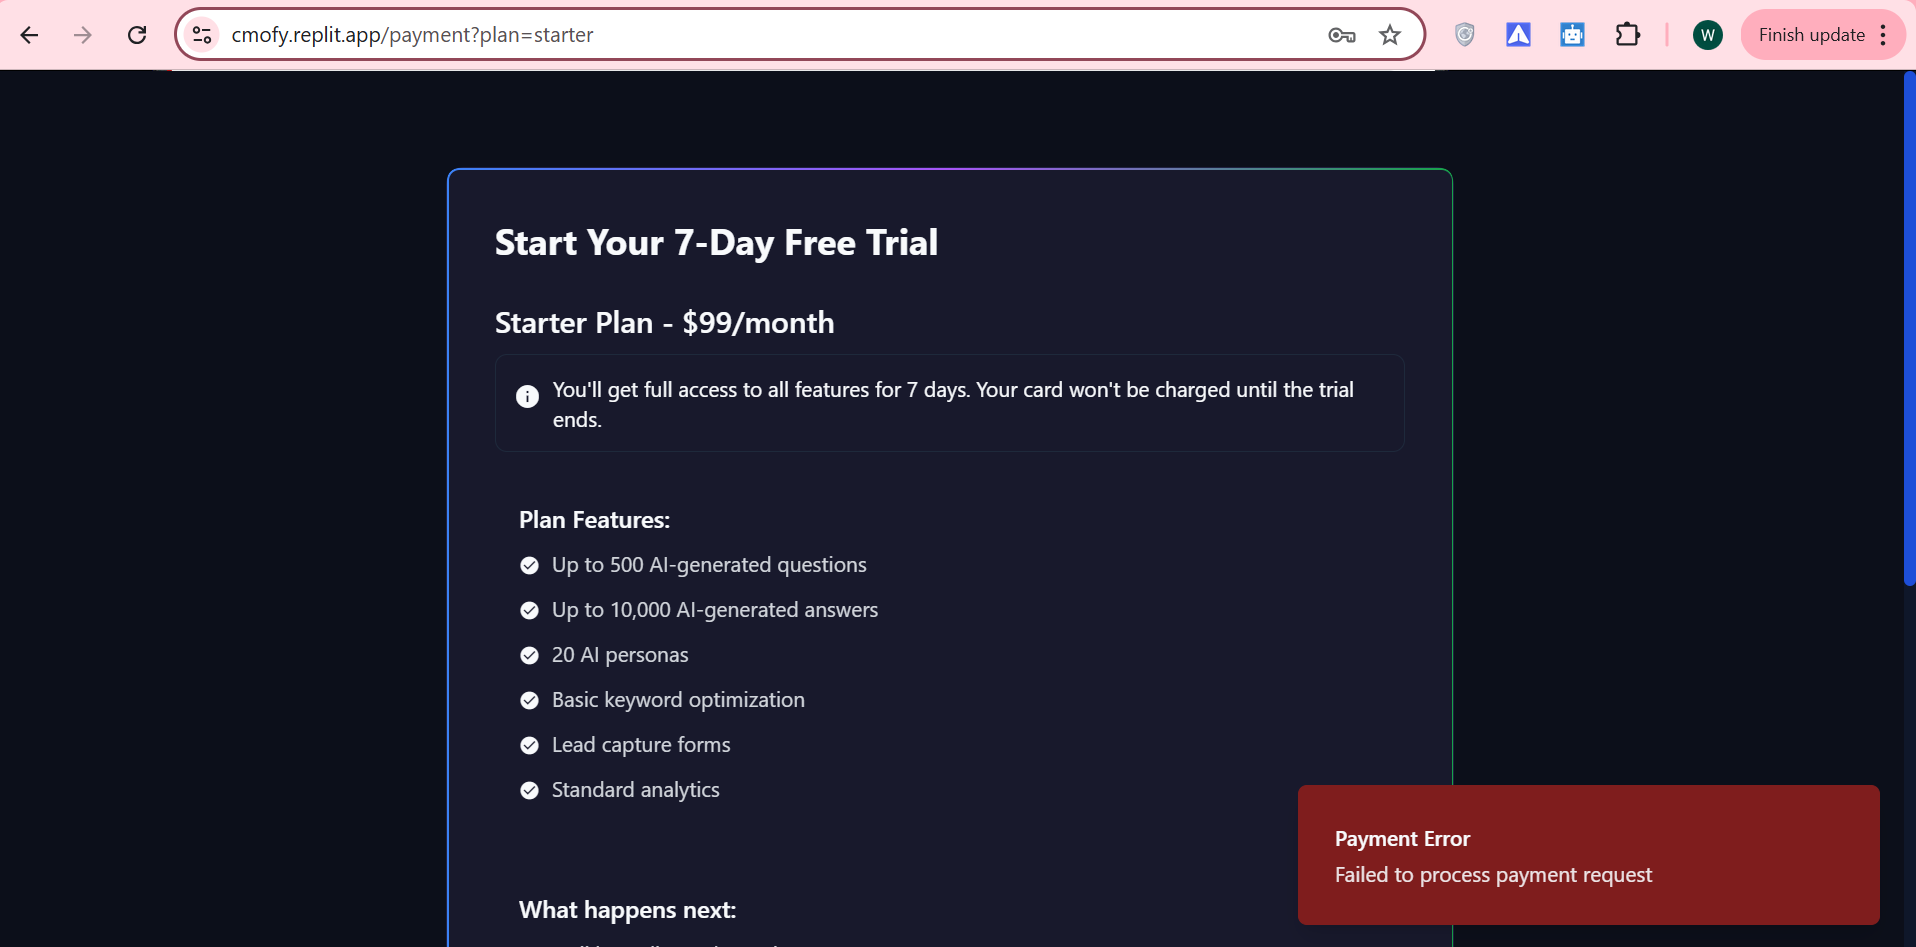 cmofy.replit.app/payment?plan=starter
W
Finish update
Start Your 7-Day Free Trial
Starter Plan - $99/month
You'll get full access to all features for 7 days. Your card won't be charged until the trial
ends.
Plan Features:
Up to 500 AI-generated questions
Up to 10,000 AI-generated answers
20 AI personas
Basic keyword optimization
Lead capture forms
Standard analytics
Payment Error
Failed to process payment request
What happens next: